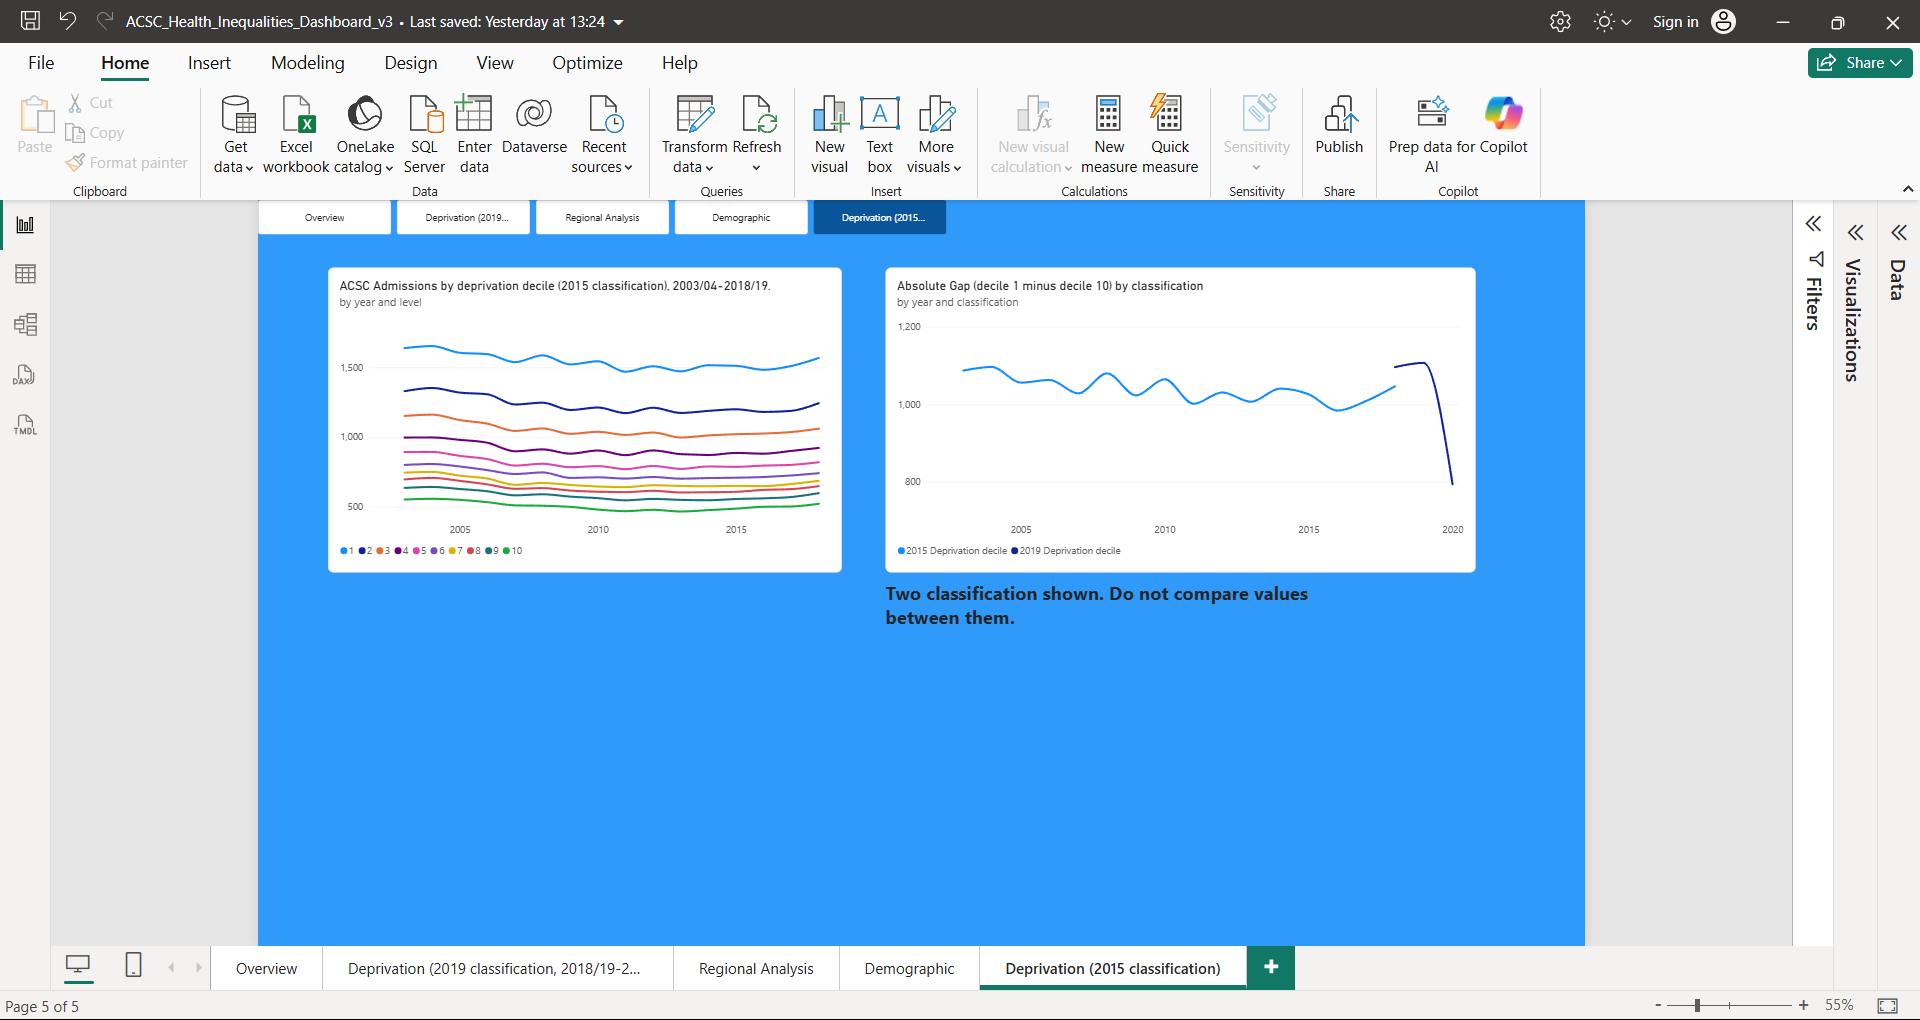 ACSC_Health_Inequalities_Dashboard_v3 • Last saved: Yesterday at 13:24
Sign in
File Home Insert Modeling Design View Optimize Help
Share
Paste
Cut
Copy
Format painter
Clipboard
Get data
Excel workbook
OneLake catalog
SQL Server
Enter data
Dataverse
Recent sources
Data
Transform data
Refresh
Queries
New visual
Text box
More visuals
Insert
New visual calculation
New measure
Quick measure
Calculations
Sensitivity
Sensitivity
Publish
Share
Prep data for AI
Copilot
Copilot
DAX
TMDL
Overview
Deprivation (2019...
Regional Analysis
Demographic
Deprivation (2015...
ACSC Admissions by deprivation decile (2015 classification), 2003/04-2018/19.
by year and level
1,500
1,000
500
2005 2010 2015
1 2 3 4 5 6 7 8 9 10
Absolute Gap (decile 1 minus decile 10) by classification
by year and classification
1,200
1,000
800
2005 2010 2015 2020
2015 Deprivation decile 2019 Deprivation decile
Two classification shown. Do not compare values
between them.
Filters
Visualizations
Data
Overview
Deprivation (2019 classification, 2018/19-2...
Regional Analysis
Demographic
Deprivation (2015 classification)
+
Page 5 of 5
- + 55%